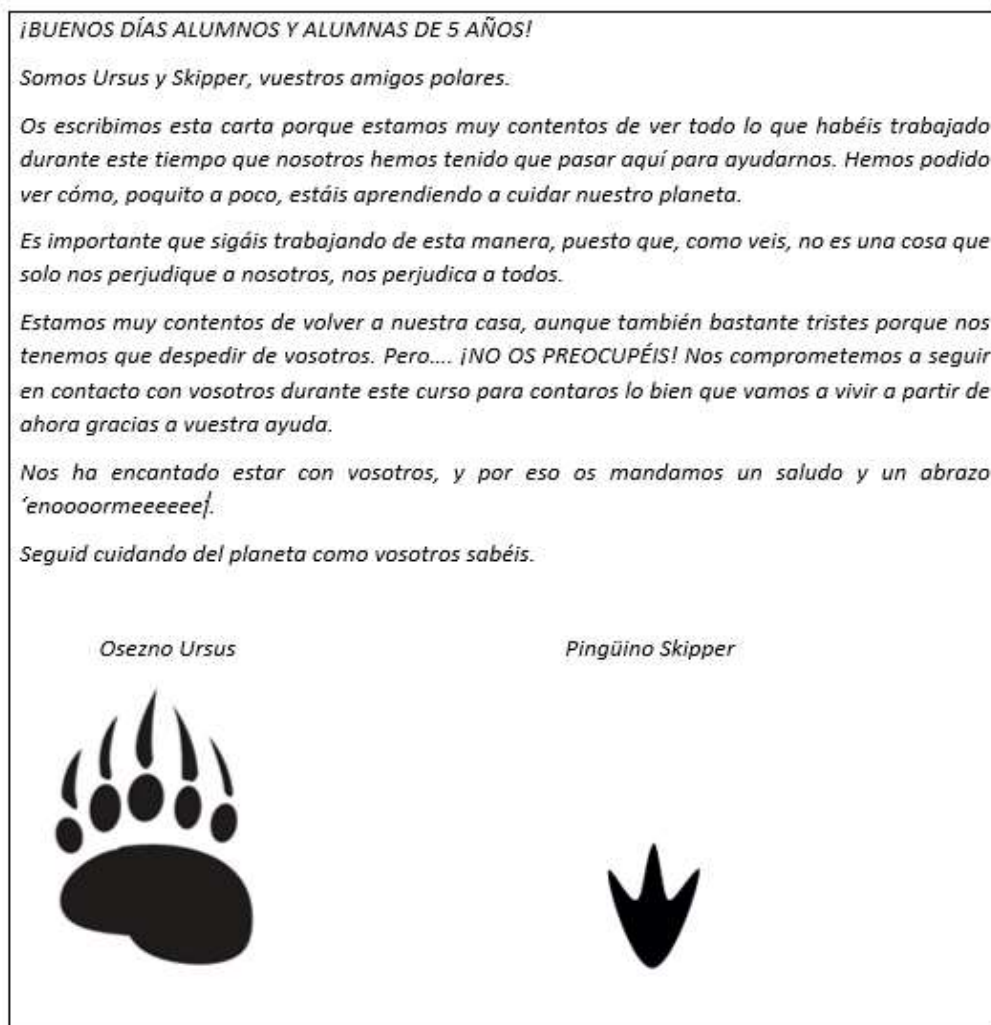 ¡BUENOS DÍAS ALUMNOS Y ALUMNAS DE 5 AÑOS!
Somos Ursus y Skipper, vuestros amigos polares.
Os escribimos esta carta porque estamos muy contentos de ver todo lo que habéis trabajado
durante este tiempo que nosotros hemos tenido que pasar aquí para ayudarnos. Hemos podido
ver cómo, poquito a poco, estáis aprendiendo a cuidar nuestro planeta.
Es importante que sigáis trabajando de esta manera, puesto que, como veis, no es una cosa que
solo nos perjudique a nosotros, nos perjudica a todos.
Estamos muy contentos de volver a nuestra casa, aunque también bastante tristes porque nos
tenemos que despedir de vosotros. Pero.... ¡NO OS PREOCUPÉIS! Nos comprometemos a seguir
en contacto con vosotros durante este curso para contaros lo bien que vamos a vivir a partir de
ahora gracias a vuestra ayuda.
Nos ha encantado estar con vosotros, y por eso os mandamos un saludo y un abrazo
‘enoooormeeeeee¡’.
Seguid cuidando del planeta como vosotros sabéis.
Osezno Ursus
Pingüino Skipper